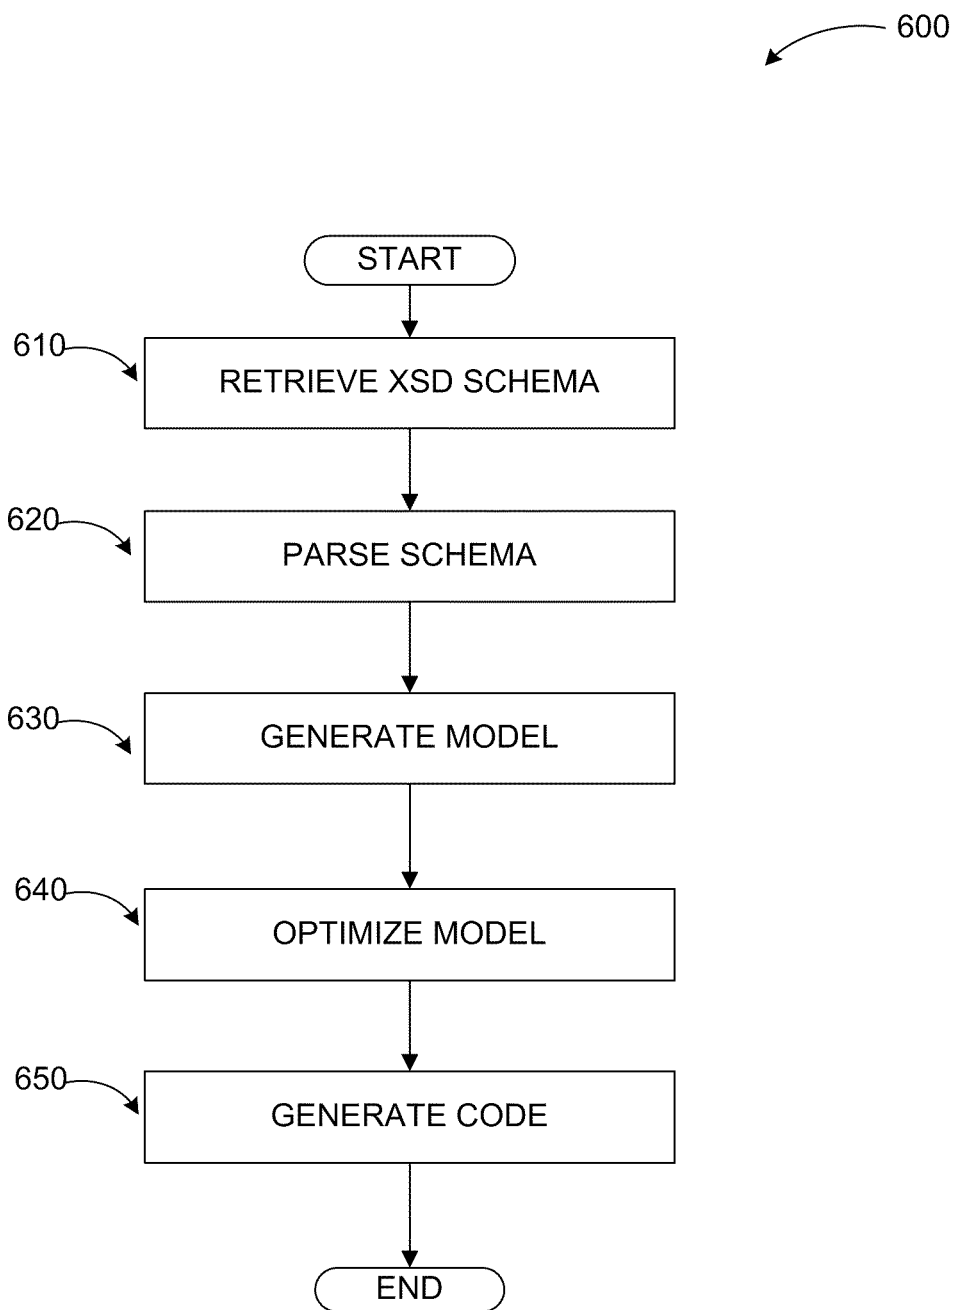 600
START
610
RETRIEVE XSD SCHEMA
620
PARSE SCHEMA
630
GENERATE MODEL
640
OPTIMIZE MODEL
650
GENERATE CODE
END